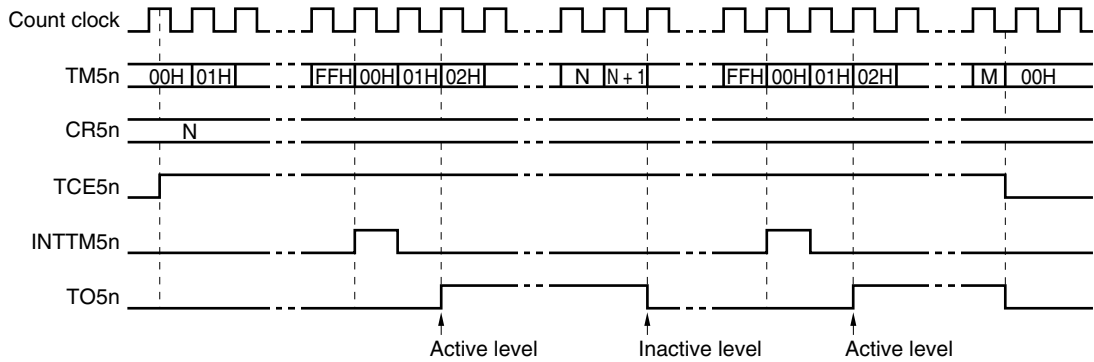 Count clock
TM5n 00H 01H FFH 00H 01H 02H N N + 1 FFH 00H 01H 02H M 00H
CR5n N
TCE5n
INTTM5n
TO5n
Active level Inactive level Active level